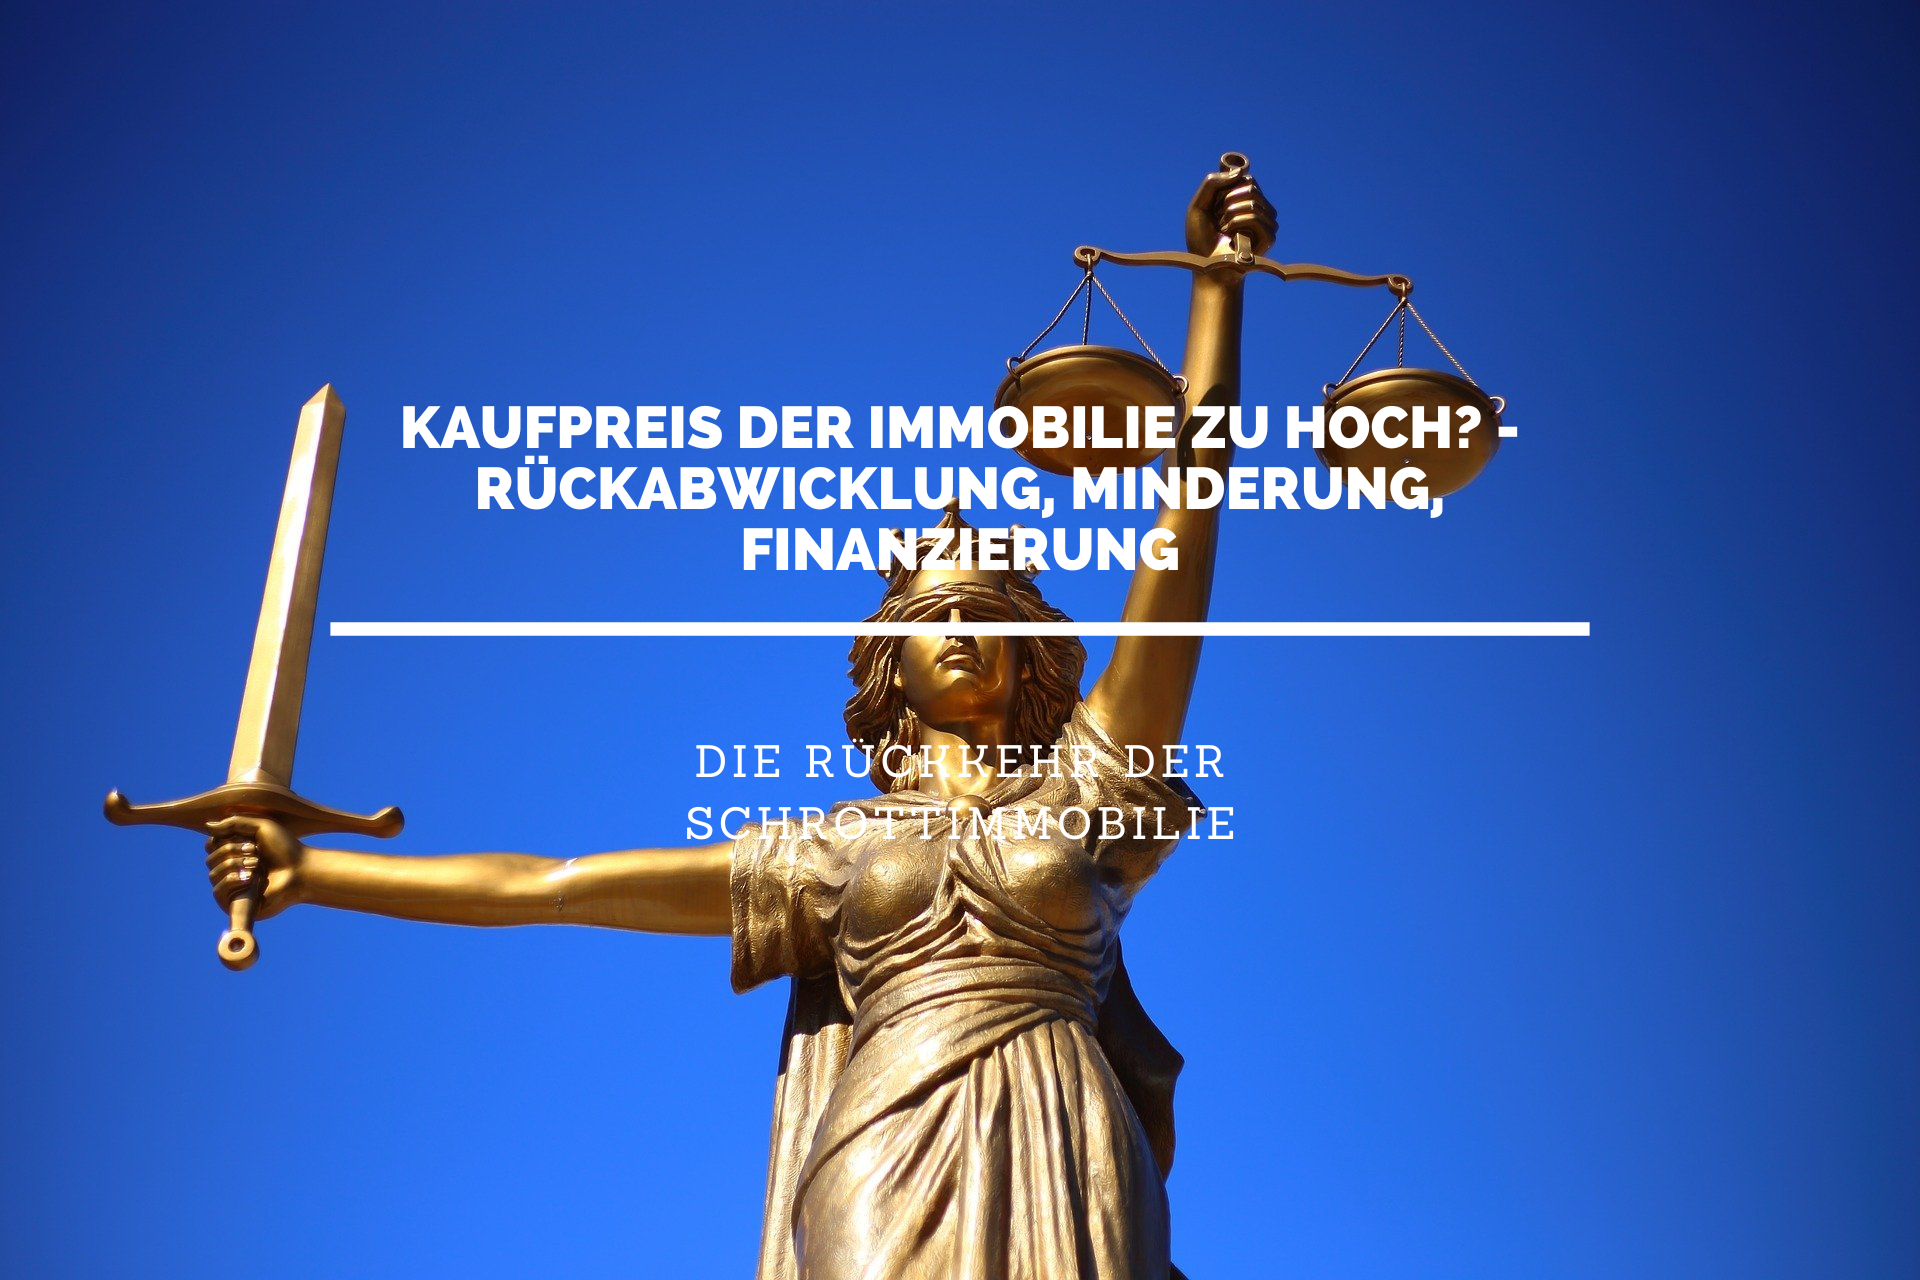 KAUFPREIS DER IMMOBILIE ZU HOCH? -
RÜCKABWICKLUNG, MINDERUNG,
FINANZIERUNG
DIE RÜCKKEHR DER
SCHROTTIMMOBILIE